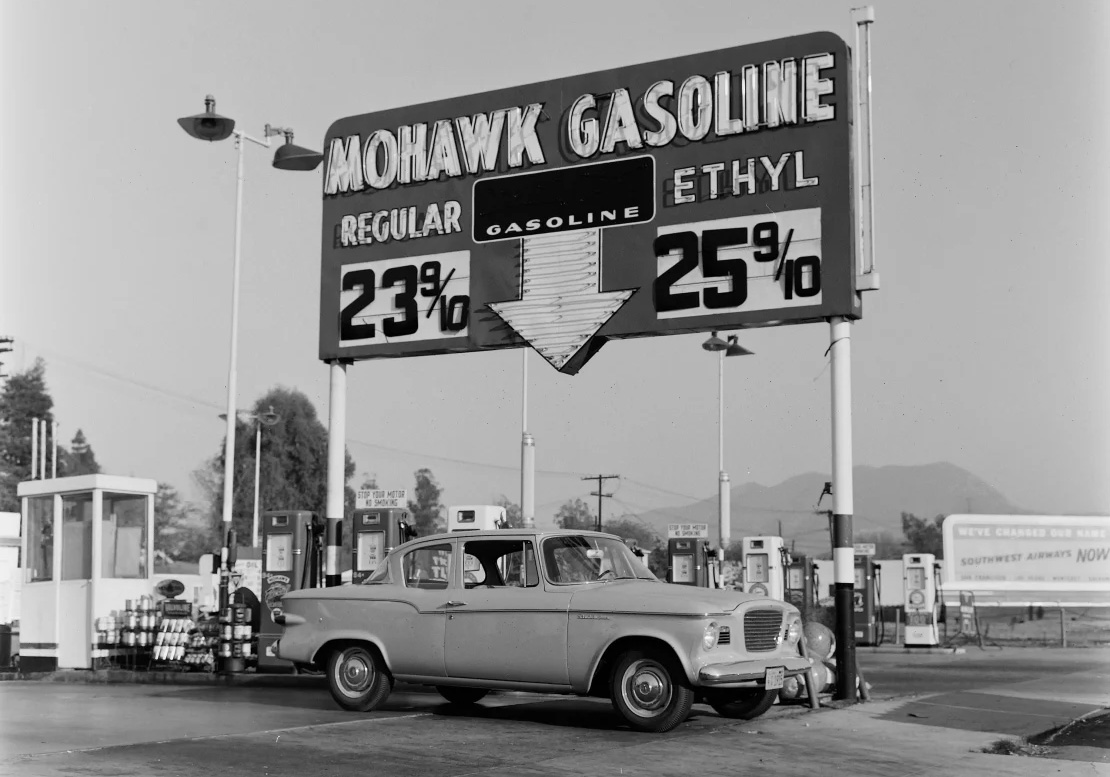 MOHAWK GASOLINE
REGULAR
ETHYL
GASOLINE
23 9/10
25 9/10
STOP YOUR MOTOR
NO SMOKING
STOP YOUR MOTOR
NO SMOKING
OIL
WE'VE CHANGED OUR NAME
SOUTHWEST AIRWAYS NOW